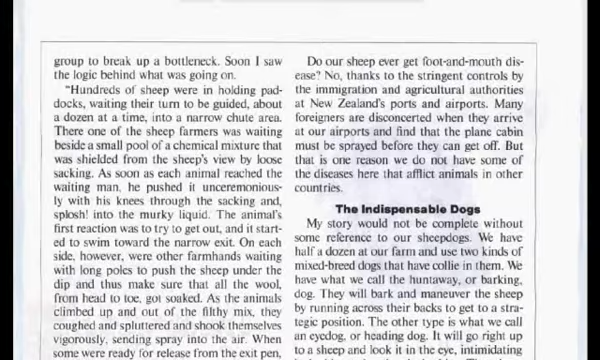 group to break up a bottleneck. Soon I saw
the logic behind what was going on.
"Hundreds of sheep were in holding pad-
docks, waiting their turn to be guided, about
a dozen at a time, into a narrow chute area.
There one of the sheep farmers was waiting
beside a small pool of a chemical mixture that
was shielded from the sheep's view by loose
sacking. As soon as each animal reached the
waiting man, he pushed it unceremonious-
ly with his knees through the sacking and,
splosh! into the murky liquid. The animal's
first reaction was to try to get out, and it start-
ed to swim toward the narrow exit. On each
side, however, were other farmhands waiting
with long poles to push the sheep under the
dip and thus make sure that all the wool,
from head to toe, got soaked. As the animals
climbed up and out of the filthy mix, they
coughed and spluttered and shook themselves
vigorously, sending spray into the air. When
some were ready for release from the exit pen,
Do our sheep ever get foot-and-mouth dis-
ease? No, thanks to the stringent controls by
the immigration and agricultural authorities
at New Zealand's ports and airports. Many
foreigners are disconcerted when they arrive
at our airports and find that the plane cabin
must be sprayed before they can get off. But
that is one reason we do not have some of
the diseases here that afflict animals in other
countries.
The Indispensable Dogs
My story would not be complete without
some reference to our sheepdogs. We have
half a dozen at our farm and use two kinds of
mixed-breed dogs that have collie in them. We
have what we call the huntaway, or barking,
dog. They will bark and maneuver the sheep
by running across their backs to get to a stra-
tegic position. The other type is what we call
an eyedog, or heading dog. It will go right up
to a sheep and look it in the eye, intimidating